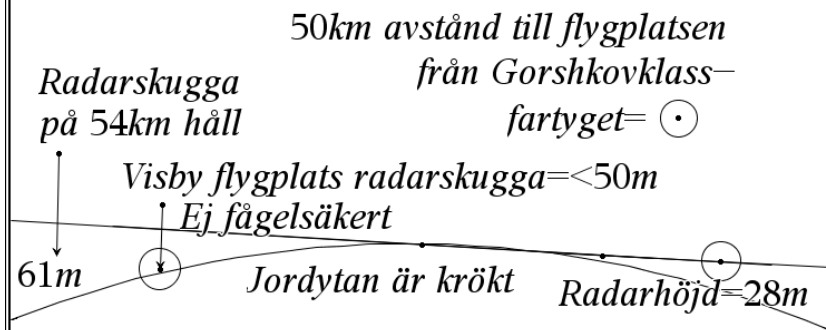 50km avstånd till flygplatsen
från Gorshkovklass-
fartyget=
Radarskugga
på 54km håll
Visby flygplats radarskugga=<50m
Ej fågelsäkert
61m
Jordytan är krökt
Radarhöjd=28m